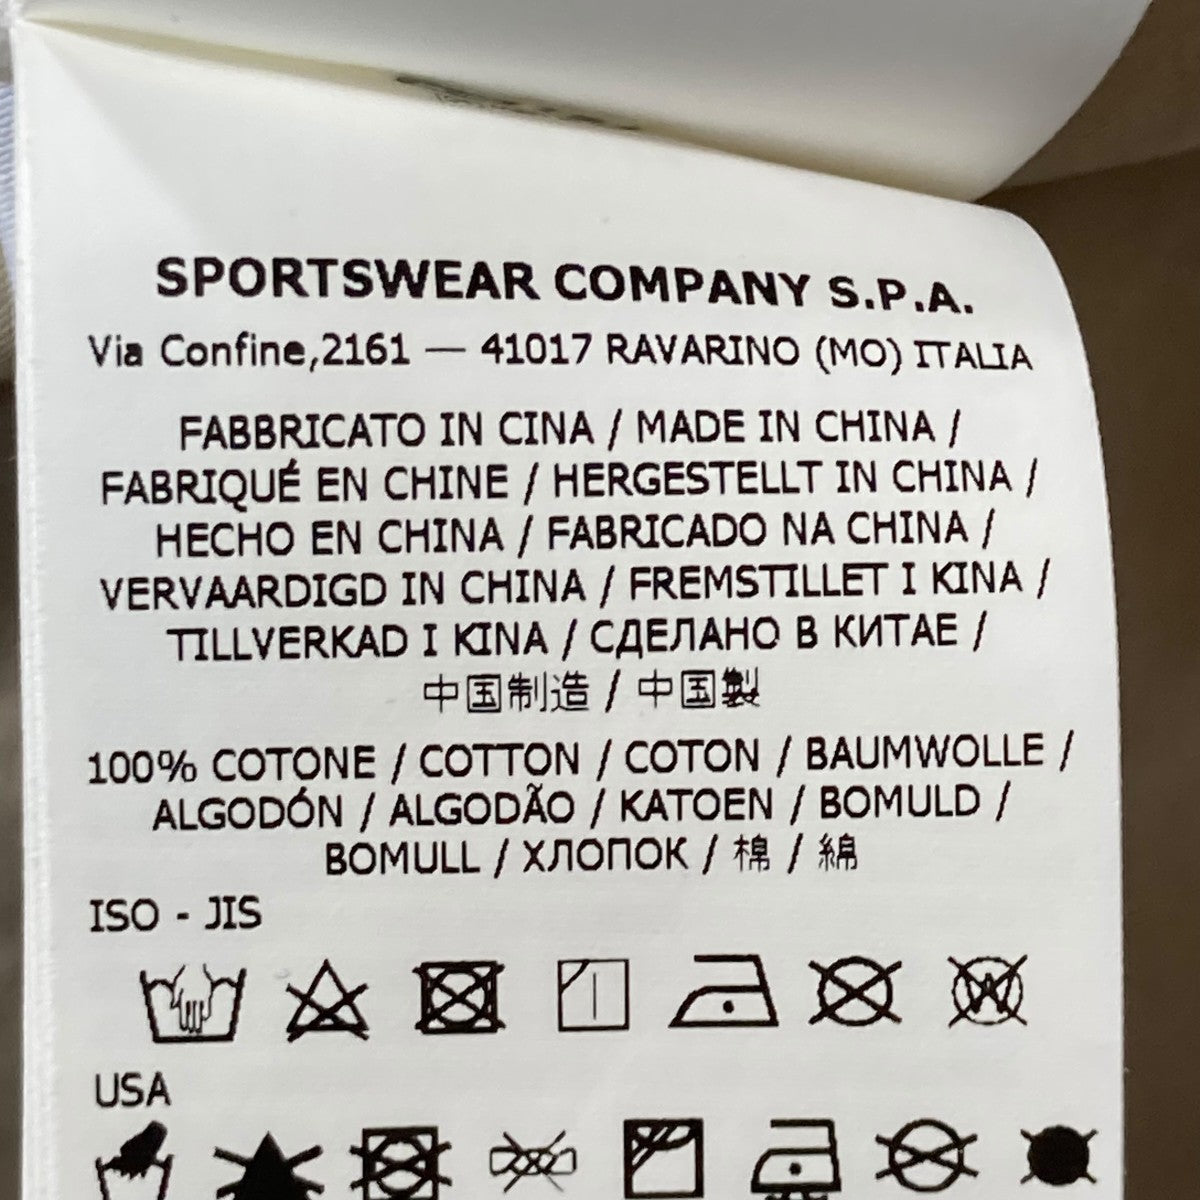 SPORTSWEAR COMPANY S.P.A.
Via Confine,2161 — 41017 RAVARINO (MO) ITALIA
FABBRICATO IN CINA / MADE IN CHINA /
FABRIQUÉ EN CHINE / HERGESTELLT IN CHINA /
HECHO EN CHINA / FABRICADO NA CHINA /
VERVAARDIGD IN CHINA / FREMSTILLET I KINA /
TILLVERKAD I KINA / СДЕЛАНО В КИТАЕ /
中国制造 / 中国製
100% COTONE / COTTON / COTON / BAUMWOLLE /
ALGODÓN / ALGODÃO / KATOEN / BOMULD /
BOMULL / ХЛОПОК / 棉 / 綿
ISO - JIS
W
USA